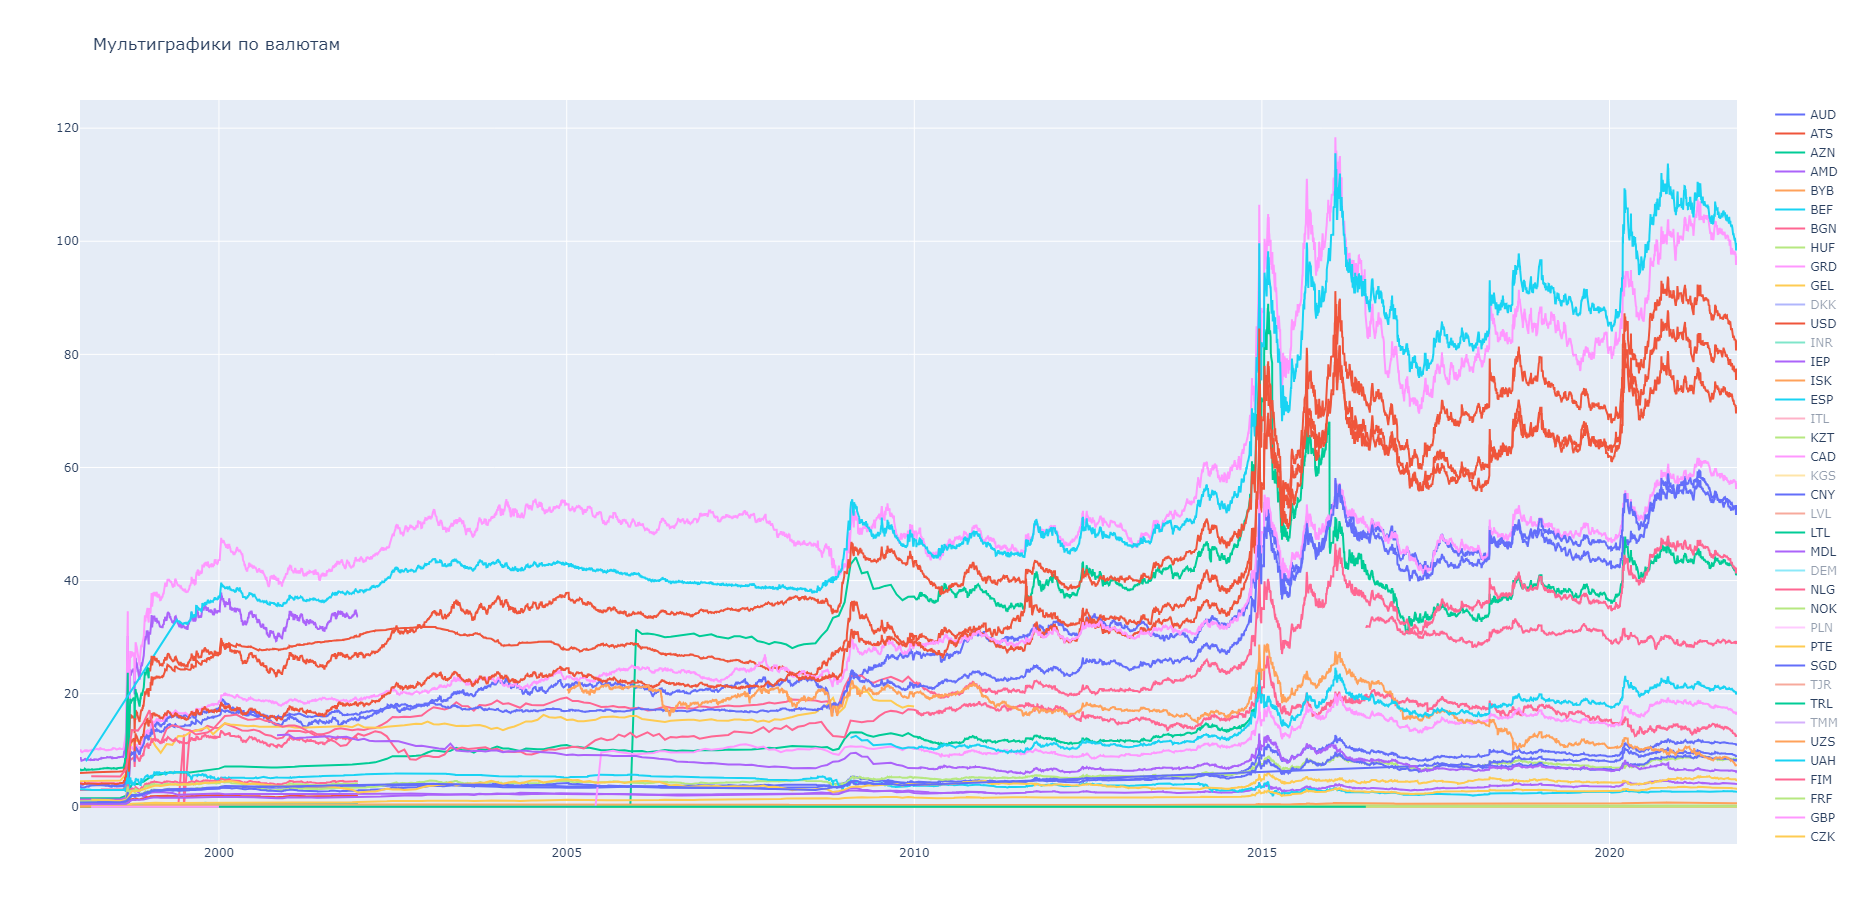 Мультиграфики по валютам
120
100
80
60
40
20
0
2000
2005
2010
2015
2020
AUD
ATS
AZN
AMD
BYB
BEF
BGN
HUF
GRD
GEL
DKK
USD
INR
IEP
ISK
ESP
ITL
KZT
CAD
KGS
CNY
LVL
LTL
MDL
DEM
NLG
NOK
PLN
PTE
SGD
TJR
TRL
TMM
UZS
UAH
FIM
FRF
GBP
CZK